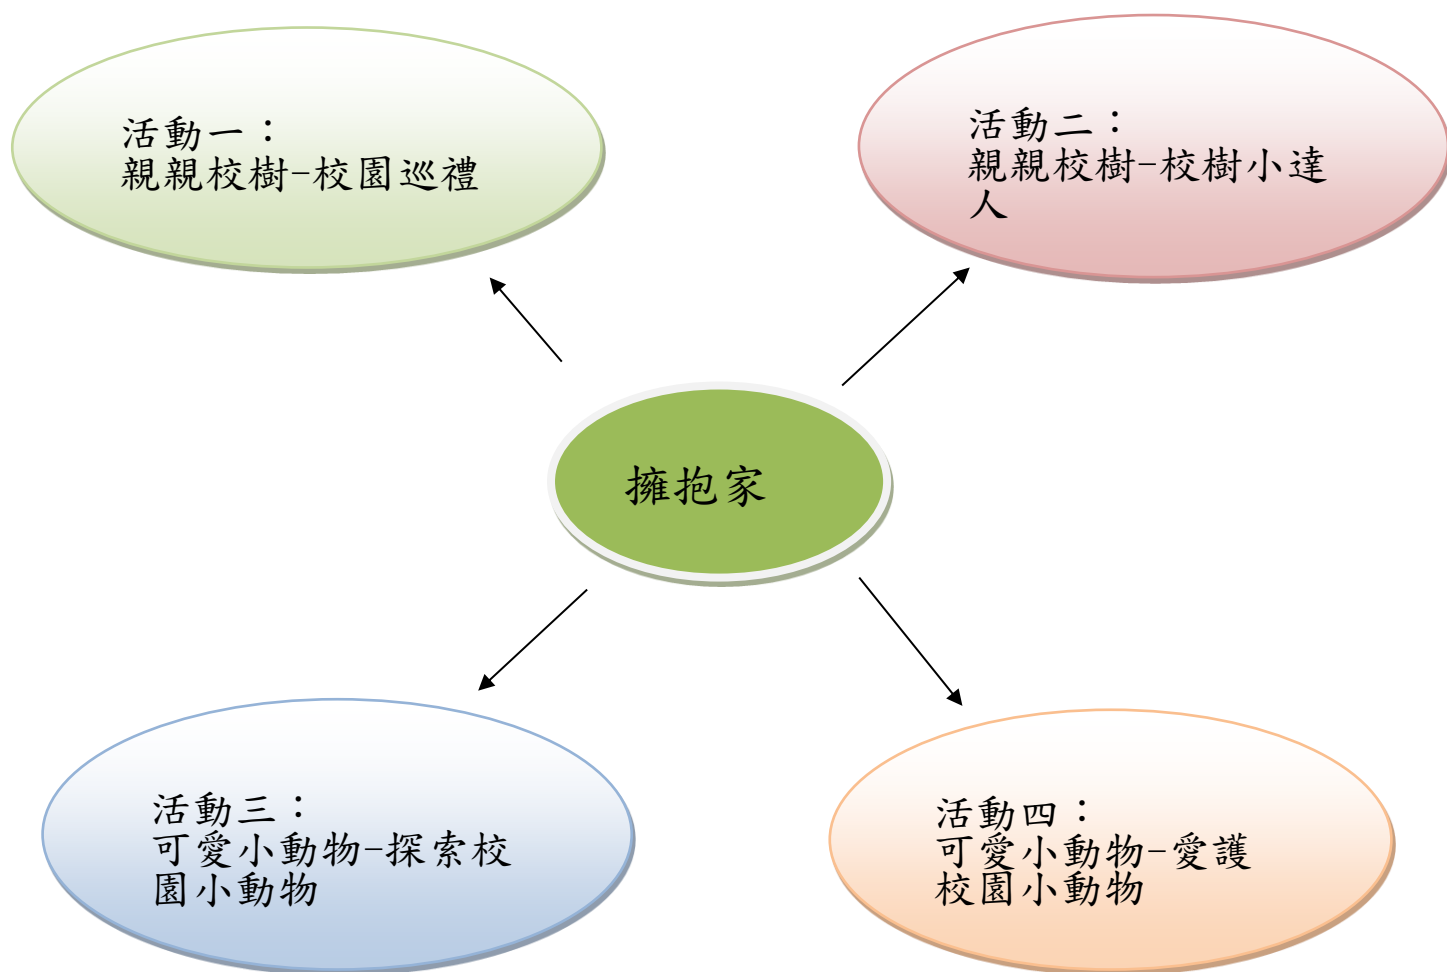 活動一：
親親校樹-校園巡禮
活動二：
親親校樹-校樹小達
人
擁抱家
活動三：
可愛小動物-探索校
園小動物
活動四：
可愛小動物-愛護
校園小動物